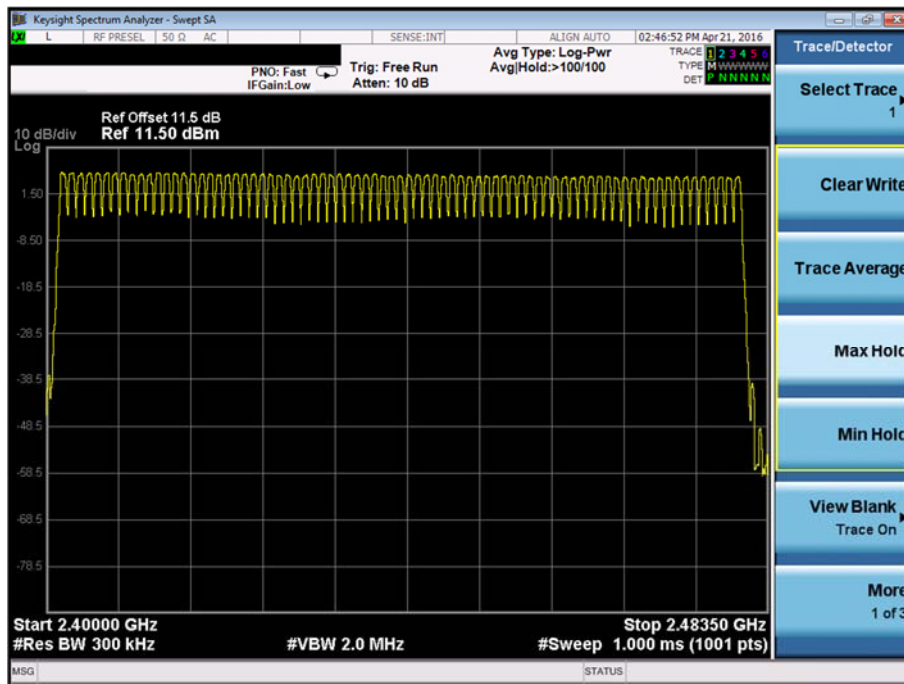 Keysight Spectrum Analyzer - Swept SA
LXI L RF PRESEL 50 Ω AC SENSE:INT ALIGN AUTO 02:46:52 PM Apr 21, 2016
PNO: Fast Trig: Free Run Avg Type: Log-Pwr TRACE 1 2 3 4 5 6
IFGain:Low Atten: 10 dB Avg|Hold:>100/100 TYPE M W W W W W
DET P N N N N N
Trace/Detector
Select Trace
1
Ref Offset 11.5 dB
10 dB/div Ref 11.50 dBm
Log
1.50
-8.50
-18.5
-28.5
-38.5
-48.5
-58.5
-68.5
-78.5
Clear Write
Trace Average
Max Hold
Min Hold
View Blank
Trace On
More
1 of 3
Start 2.40000 GHz Stop 2.48350 GHz
#Res BW 300 kHz #VBW 2.0 MHz #Sweep 1.000 ms (1001 pts)
MSG STATUS